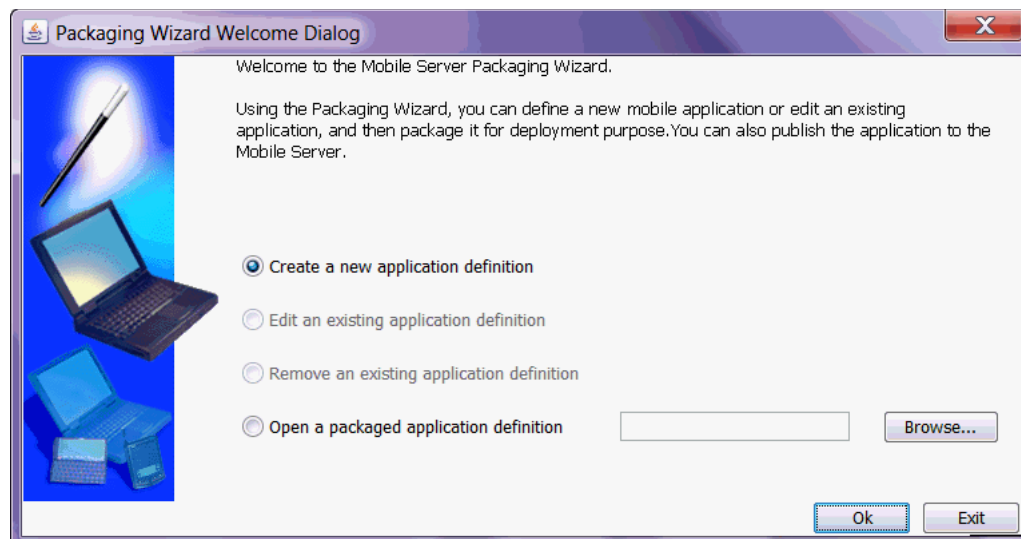 Packaging Wizard Welcome Dialog
Welcome to the Mobile Server Packaging Wizard.
Using the Packaging Wizard, you can define a new mobile application or edit an existing
application, and then package it for deployment purpose.You can also publish the application to the
Mobile Server.
Create a new application definition
Edit an existing application definition
Remove an existing application definition
Open a packaged application definition
Browse...
Ok
Exit